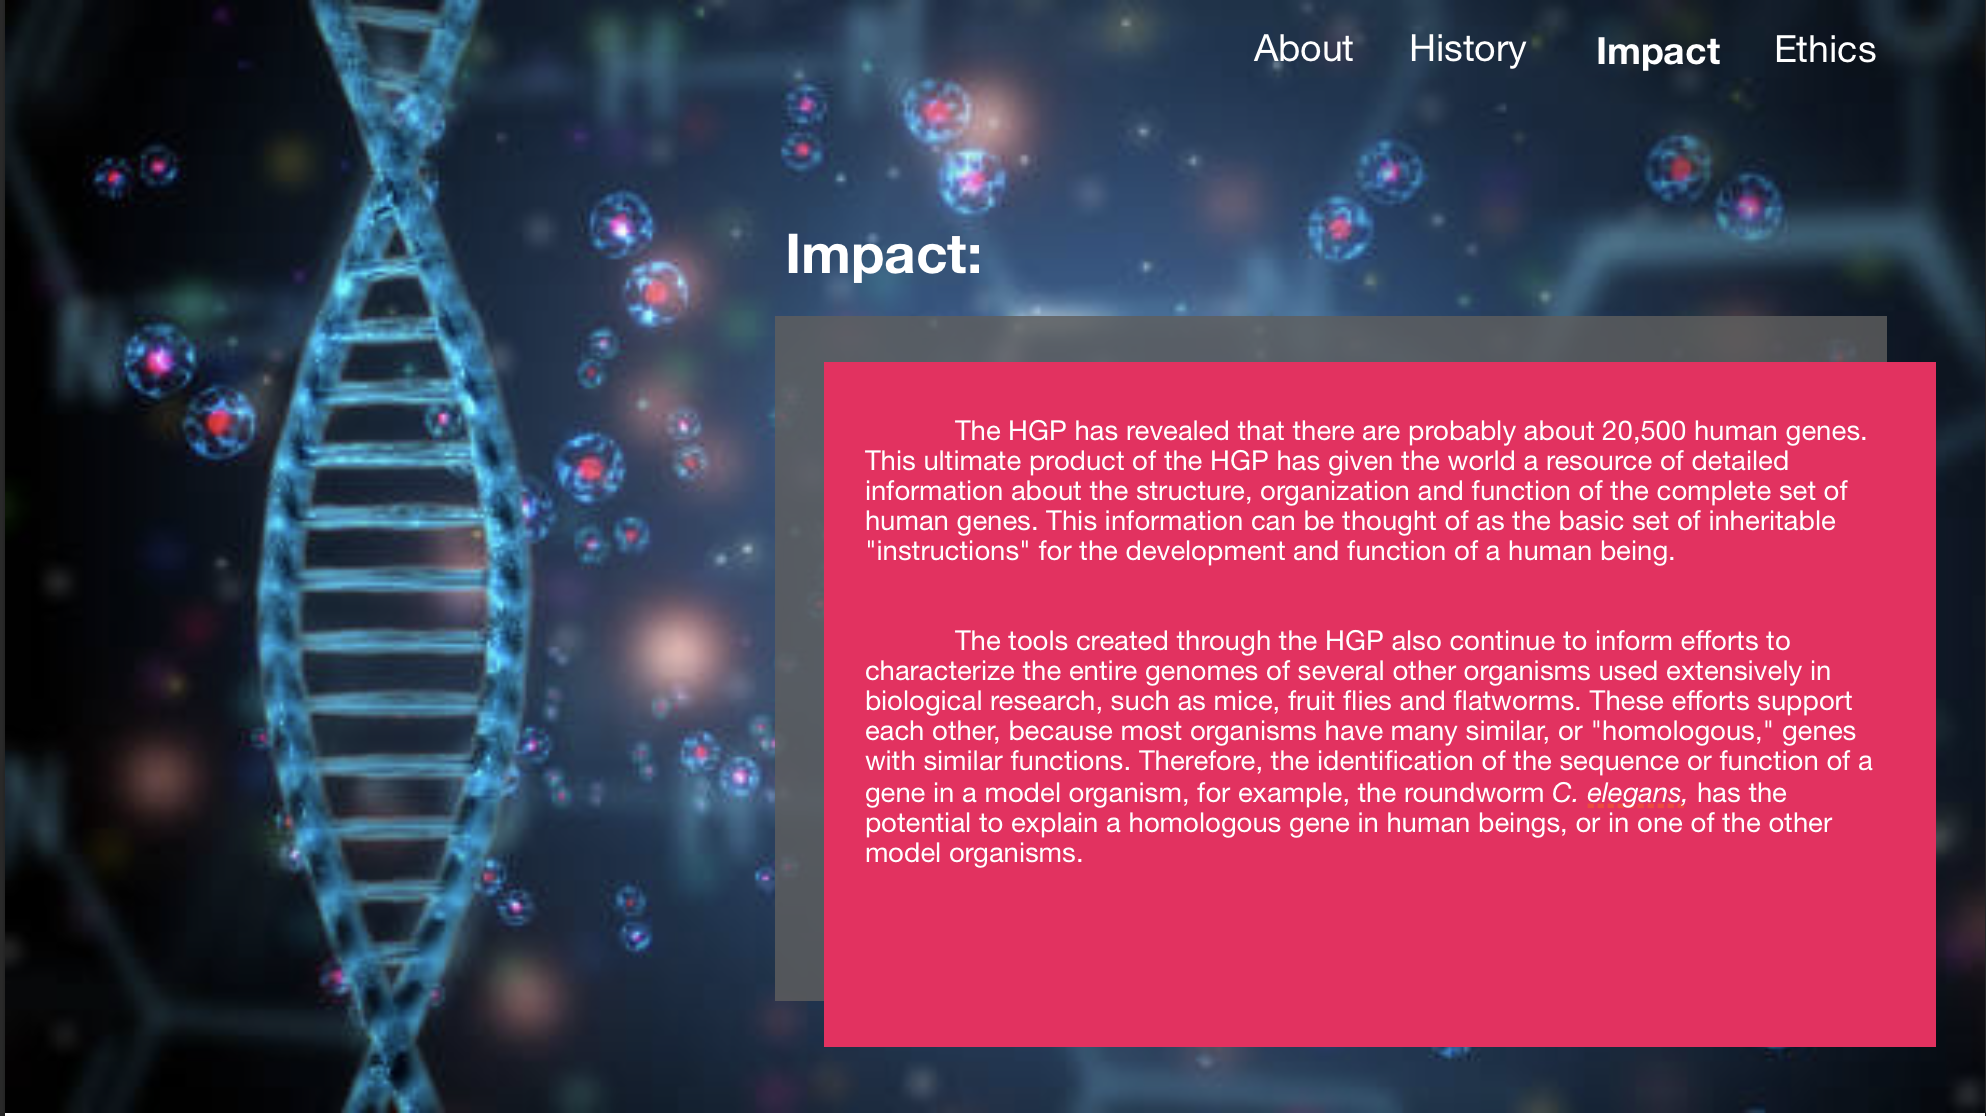 About History Impact Ethics
Impact:
The HGP has revealed that there are probably about 20,500 human genes.
This ultimate product of the HGP has given the world a resource of detailed
information about the structure, organization and function of the complete set of
human genes. This information can be thought of as the basic set of inheritable
"instructions" for the development and function of a human being.
The tools created through the HGP also continue to inform efforts to
characterize the entire genomes of several other organisms used extensively in
biological research, such as mice, fruit flies and flatworms. These efforts support
each other, because most organisms have many similar, or "homologous," genes
with similar functions. Therefore, the identification of the sequence or function of a
gene in a model organism, for example, the roundworm C. elegans, has the
potential to explain a homologous gene in human beings, or in one of the other
model organisms.